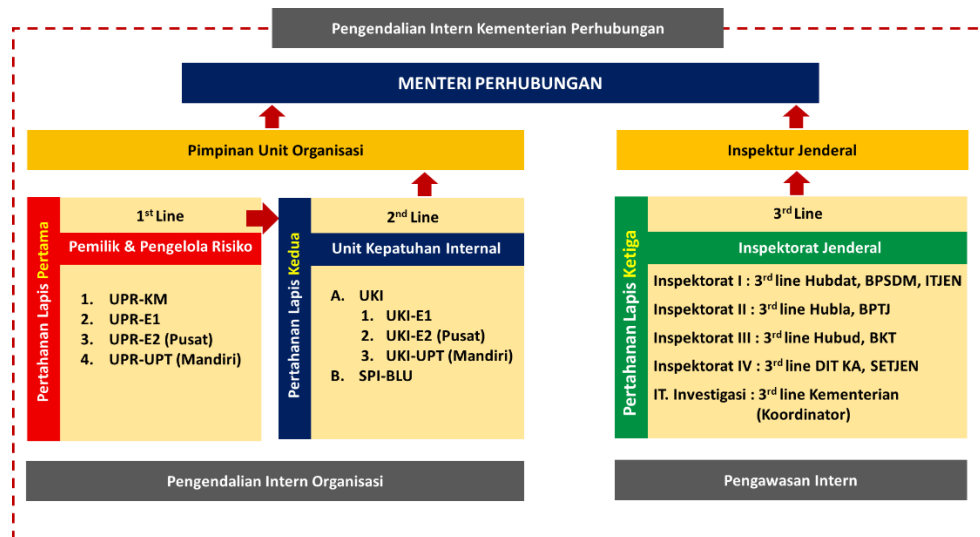 Pengendalian Intern Kementerian Perhubungan
MENTERI PERHUBUNGAN
Pimpinan Unit Organisasi
Inspektur Jenderal
Pertahanan Lapis Pertama
1st Line
Pemilik & Pengelola Risiko
1. UPR-KM
2. UPR-E1
3. UPR-E2 (Pusat)
4. UPR-UPT (Mandiri)
Pertahanan Lapis Kedua
2nd Line
Unit Kepatuhan Internal
A. UKI
1. UKI-E1
2. UKI-E2 (Pusat)
3. UKI-UPT (Mandiri)
B. SPI-BLU
Pertahanan Lapis Ketiga
3rd Line
Inspektorat Jenderal
Inspektorat I : 3rd line Hubdat, BPSDM, ITJEN
Inspektorat II : 3rd line Hubla, BPTJ
Inspektorat III : 3rd line Hubud, BKT
Inspektorat IV : 3rd line DIT KA, SETJEN
IT. Investigasi : 3rd line Kementerian
(Koordinator)
Pengendalian Intern Organisasi
Pengawasan Intern